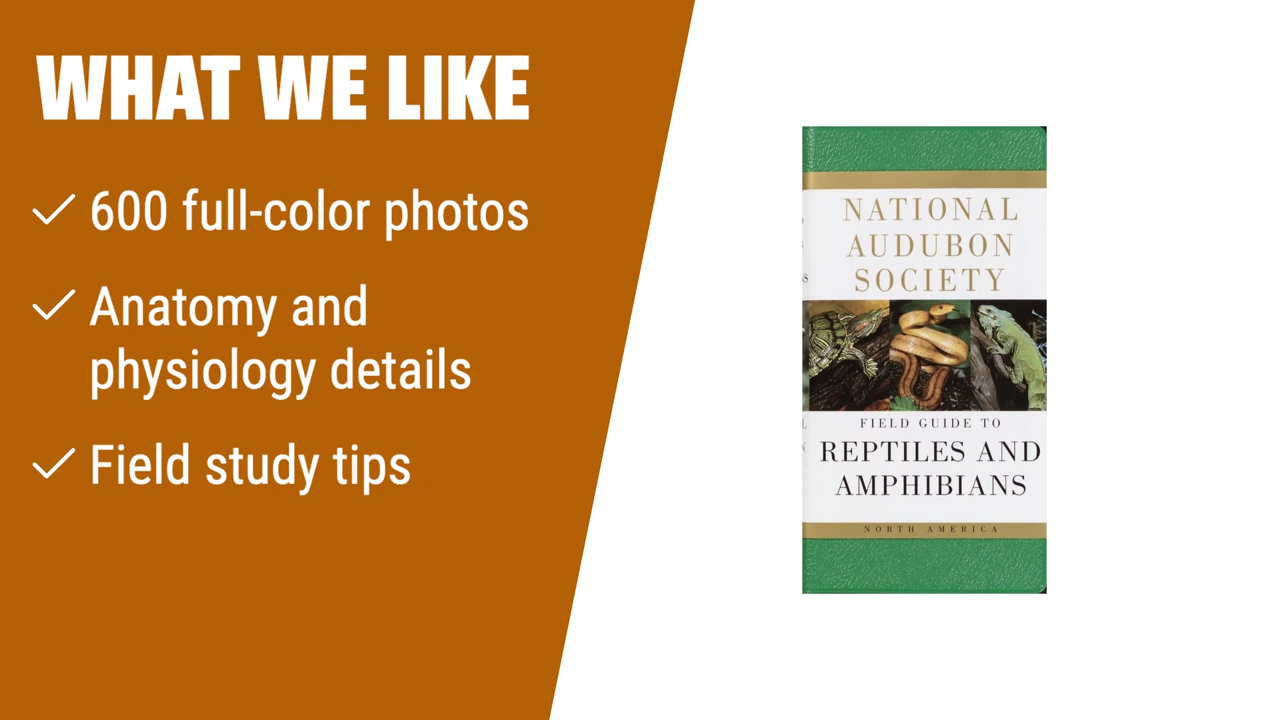 WHAT WE LIKE
600 full-color photos
Anatomy and
physiology details
Field study tips
NATIONAL
AUDUBON
SOCIETY
FIELD GUIDE TO
REPTILES AND
AMPHIBIANS
NORTH AMERICA